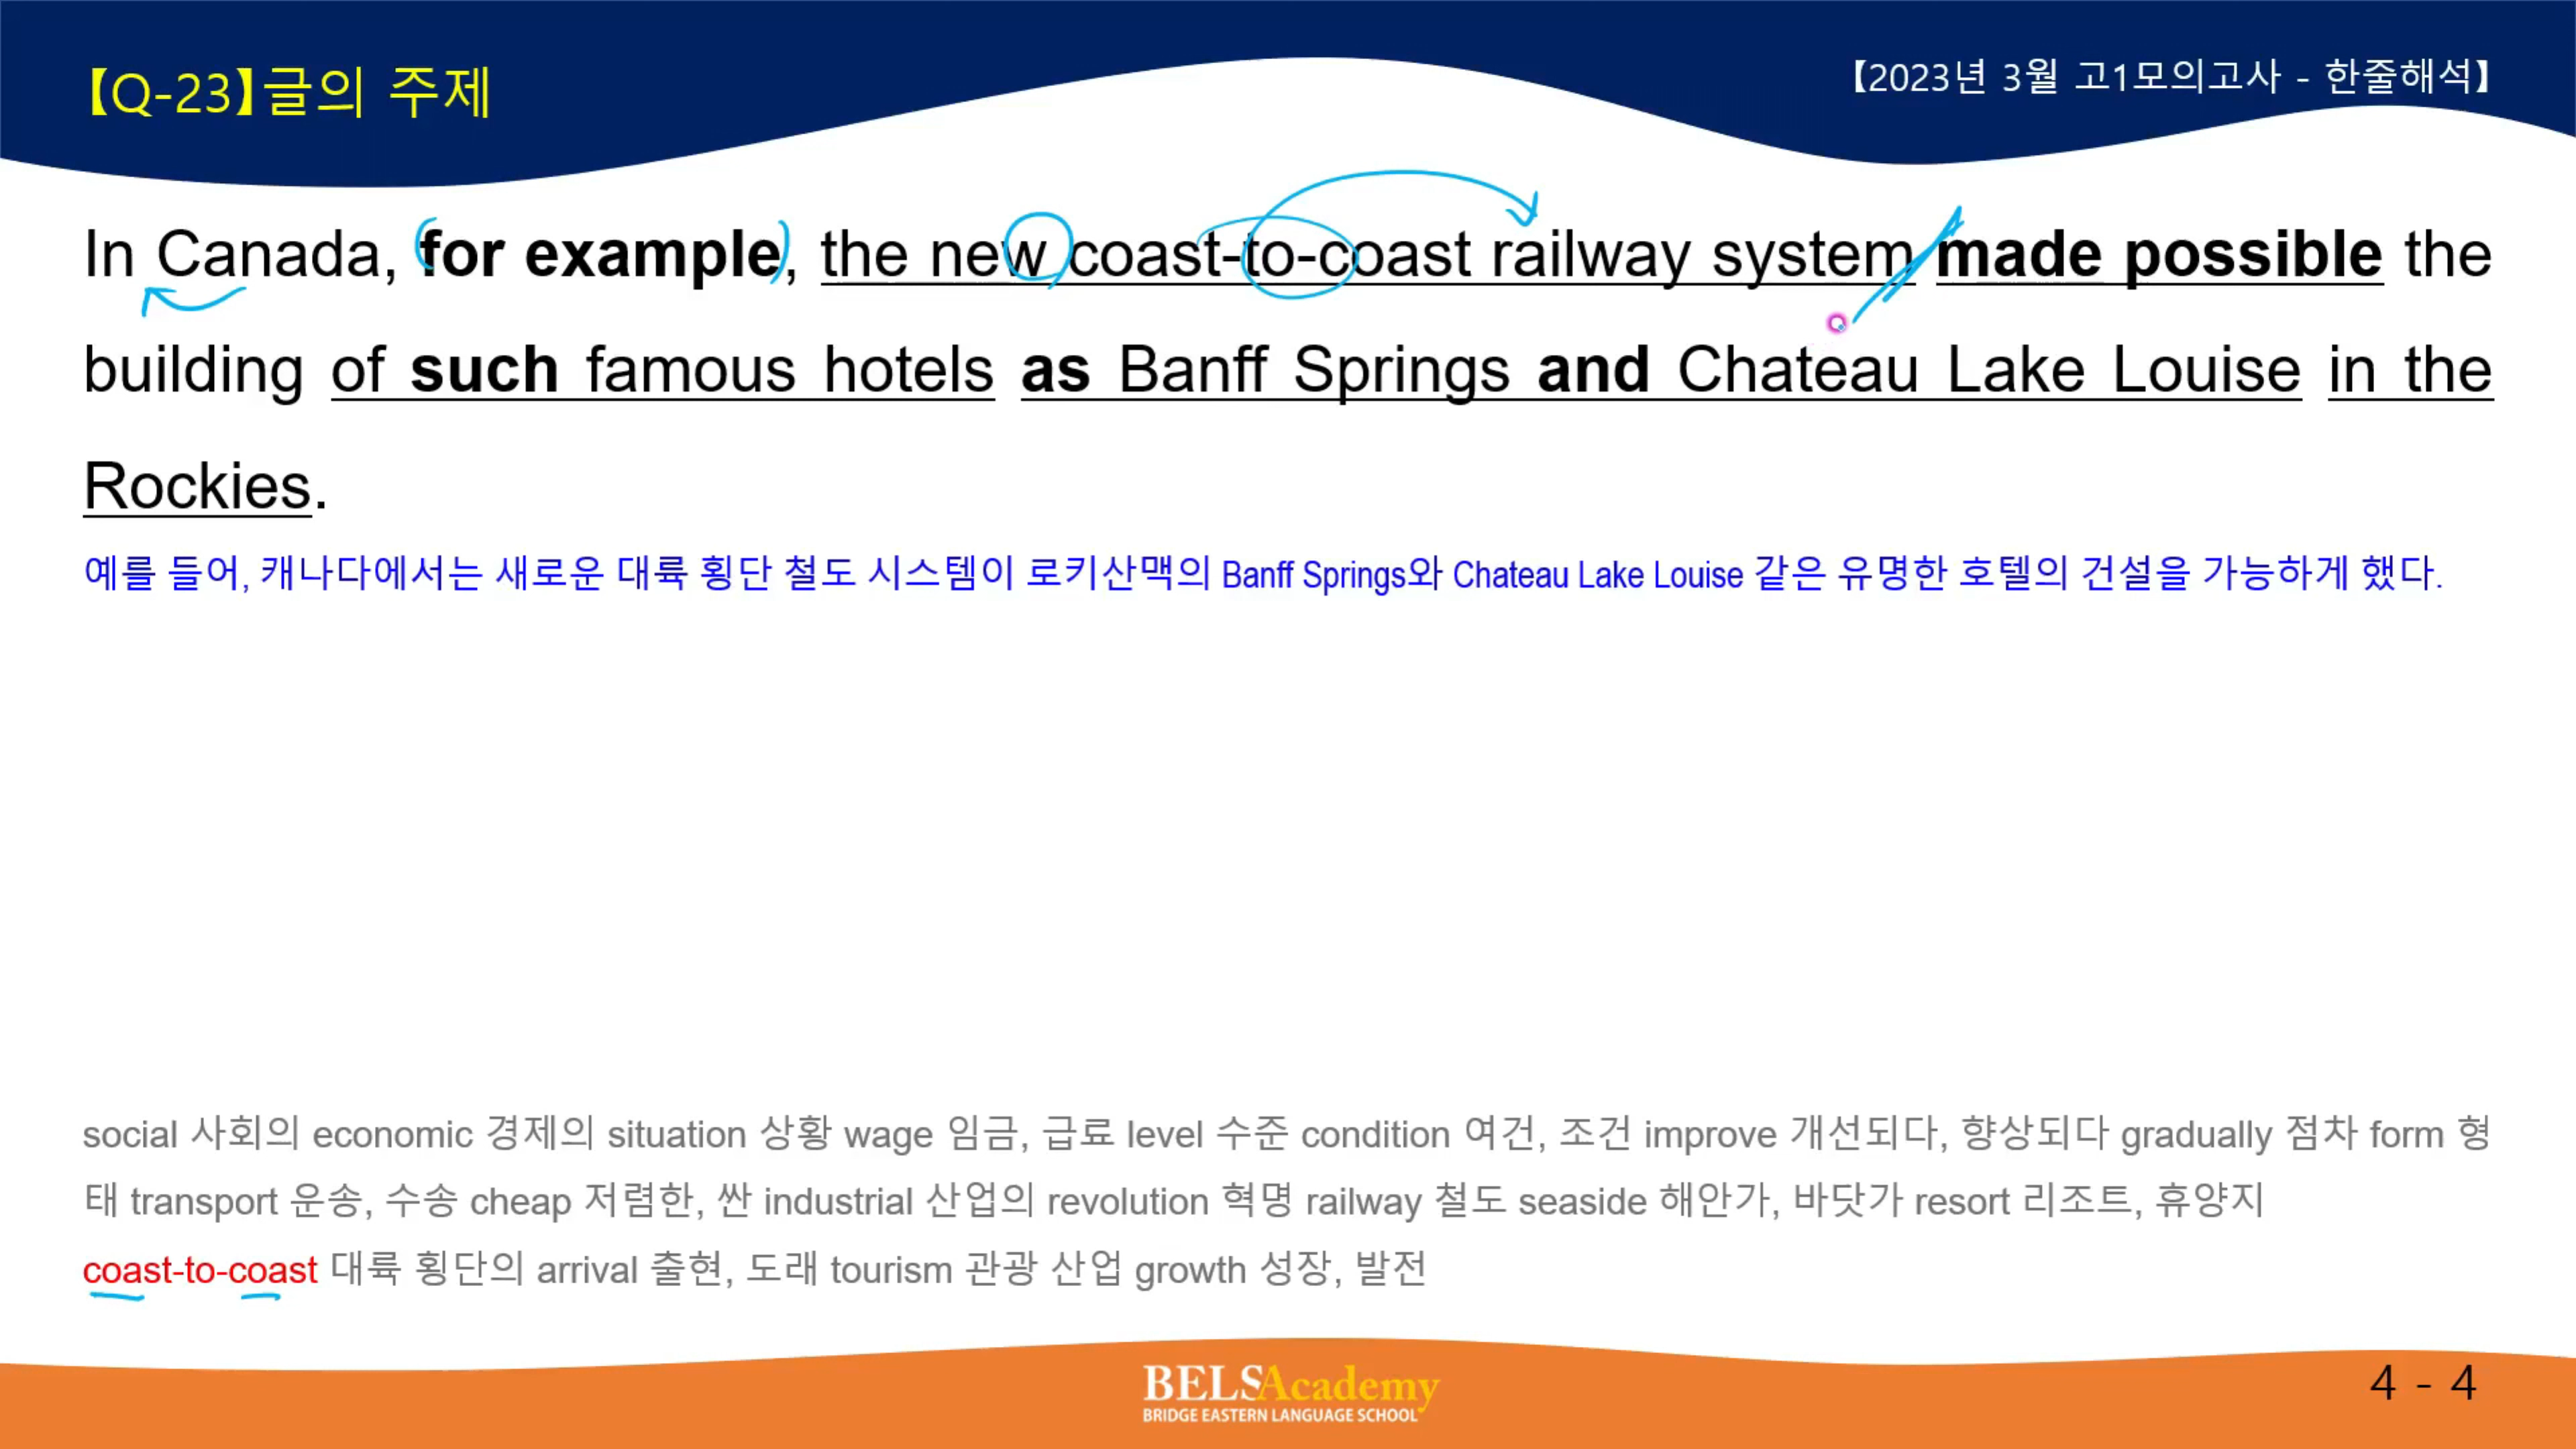 【Q-23】글의 주제
【2023년 3월 고1모의고사 - 한줄해석】
In Canada, for example, the new coast-to-coast railway system made possible the
building of such famous hotels as Banff Springs and Chateau Lake Louise in the
Rockies.
예를 들어, 캐나다에서는 새로운 대륙 횡단 철도 시스템이 로키산맥의 Banff Springs와 Chateau Lake Louise 같은 유명한 호텔의 건설을 가능하게 했다.
social 사회의 economic 경제의 situation 상황 wage 임금, 급료 level 수준 condition 여건, 조건 improve 개선되다, 향상되다 gradually 점차 form 형
태 transport 운송, 수송 cheap 저렴한, 싼 industrial 산업의 revolution 혁명 railway 철도 seaside 해안가, 바닷가 resort 리조트, 휴양지
coast-to-coast 대륙 횡단의 arrival 출현, 도래 tourism 관광 산업 growth 성장, 발전
BELSAcademy
BRIDGE EASTERN LANGUAGE SCHOOL
4 - 4